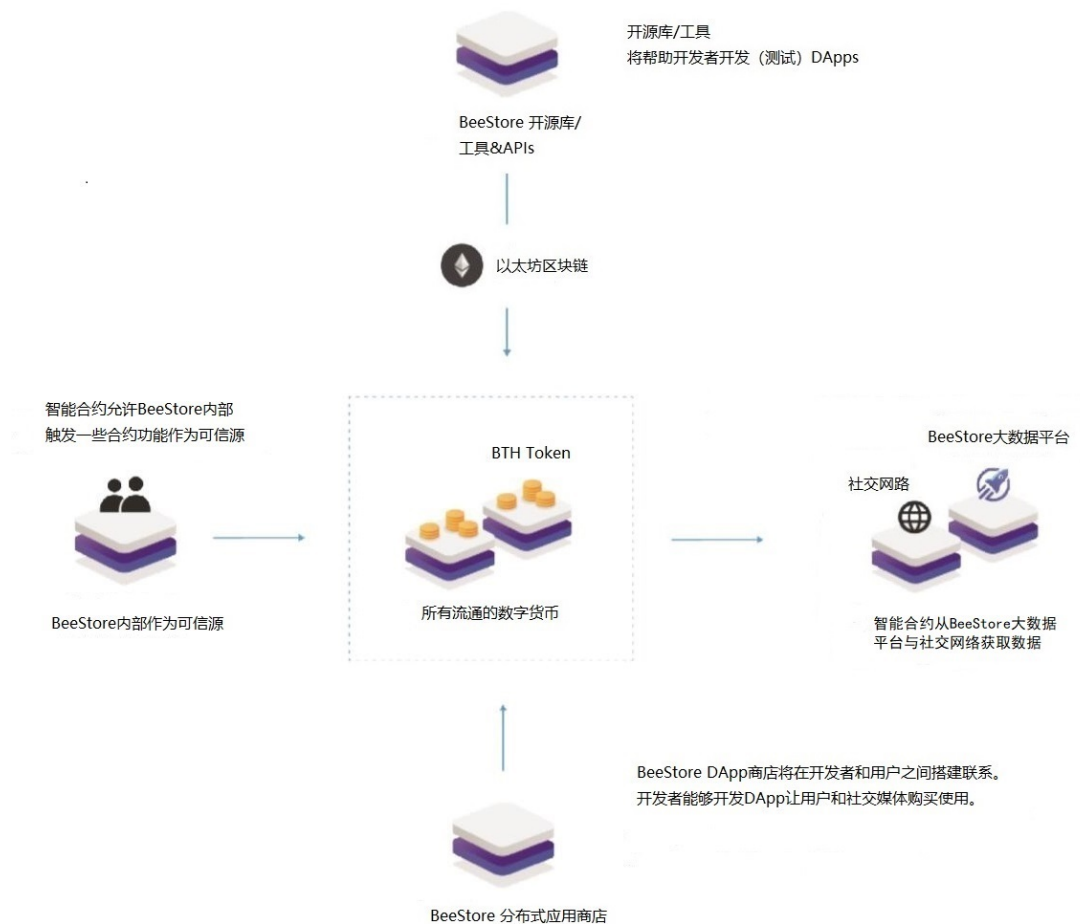 开源库/工具
将帮助开发者开发（测试）DApps
BeeStore 开源库/
工具&APIs
以太坊区块链
智能合约允许BeeStore内部
触发一些合约功能作为可信源
BeeStore内部作为可信源
BTH Token
所有流通的数字货币
BeeStore大数据平台
社交网路
智能合约从BeeStore大数据
平台与社交网络获取数据
BeeStore DApp商店将在开发者和用户之间搭建联系。
开发者能够开发DApp让用户和社交媒体购买使用。
BeeStore 分布式应用商店